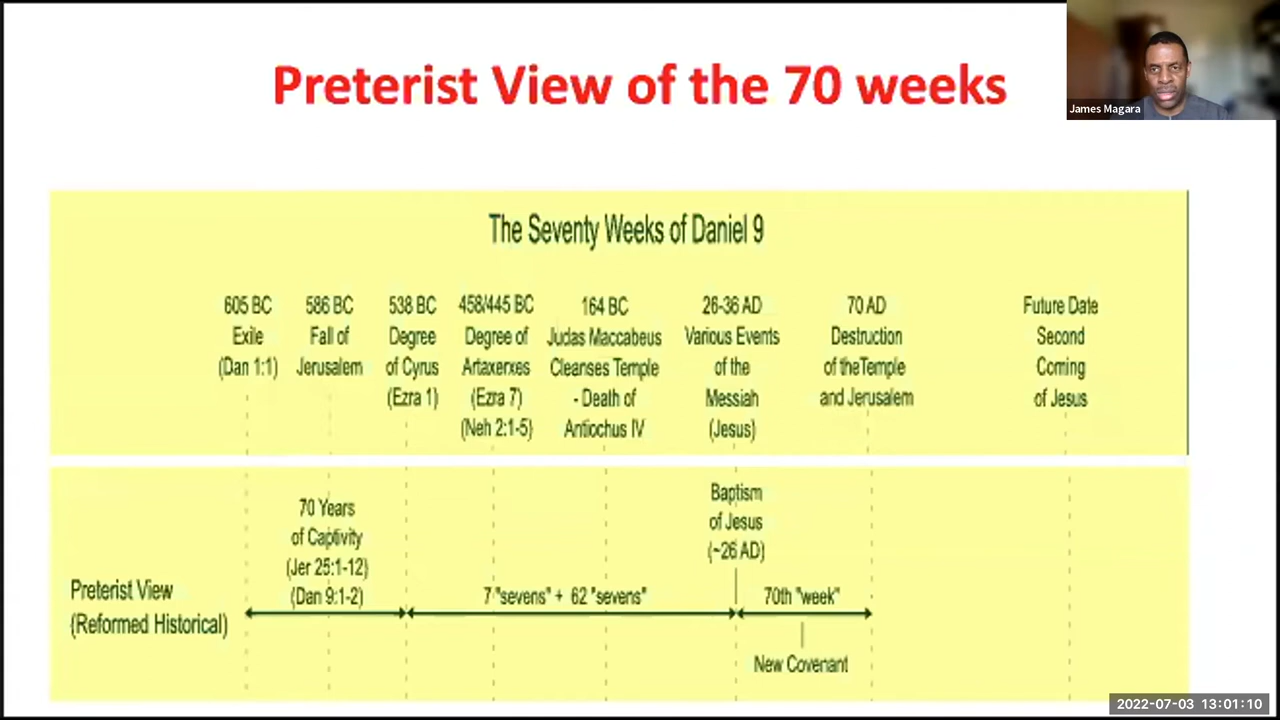 Preterist View of the 70 weeks
James Magara
The Seventy Weeks of Daniel 9
605 BC
Exile
(Dan 1:1)
586 BC
Fall of
Jerusalem
538 BC
Degree
of Cyrus
(Ezra 1)
458/445 BC
Degree of
Artaxerxes
(Ezra 7)
(Neh 2:1-5)
164 BC
Judas Maccabeus
Cleanses Temple
- Death of
Antiochus IV
26-36 AD
Various Events
of the
Messiah
(Jesus)
70 AD
Destruction
of theTemple
and Jerusalem
Future Date
Second
Coming
of Jesus
Preterist View
(Reformed Historical)
70 Years
of Captivity
(Jer 25:1-12)
(Dan 9:1-2)
7 "sevens" + 62 "sevens"
Baptism
of Jesus
(~26 AD)
70th "week"
New Covenant
2022-07-03 13:01:10